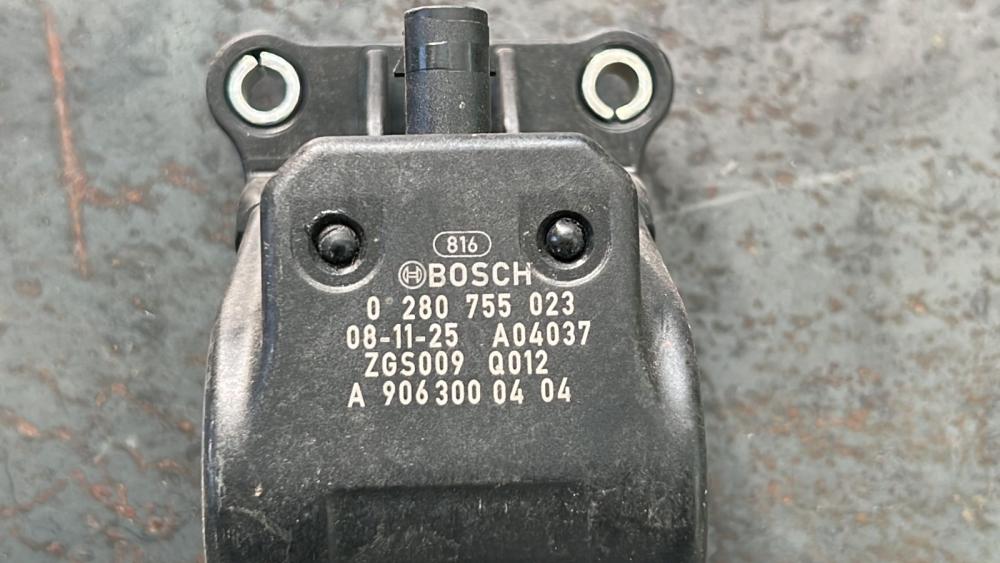 816
BOSCH
0 280 755 023
08-11-25 A04037
ZGS009 Q012
A 906 300 04 04